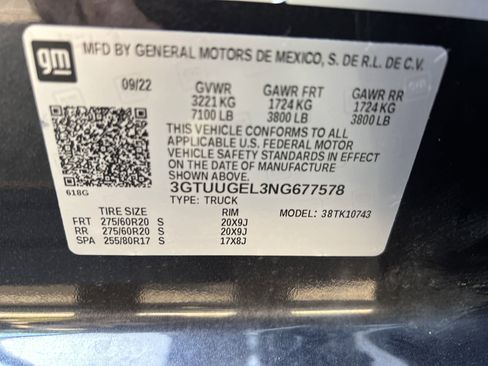 gm
MFD BY GENERAL MOTORS DE MEXICO, S. DE R.L. DE C.V.
09/22 GVWR GAWR FRT GAWR RR
3221 KG 1724 KG 1724 KG
7100 LB 3800 LB 3800 LB
THIS VEHICLE CONFORMS TO ALL
APPLICABLE U.S. FEDERAL MOTOR
VEHICLE SAFETY STANDARDS IN EFFECT
ON THE DATE OF MANUFACTURE
SHOWN ABOVE.
618G 3GTUUGEL3NG677578
TYPE: TRUCK
TIRE SIZE RIM MODEL: 38TK10743
FRT 275/60R20 S 20X9J
RR 275/60R20 S 20X9J
SPA 255/80R17 S 17X8J